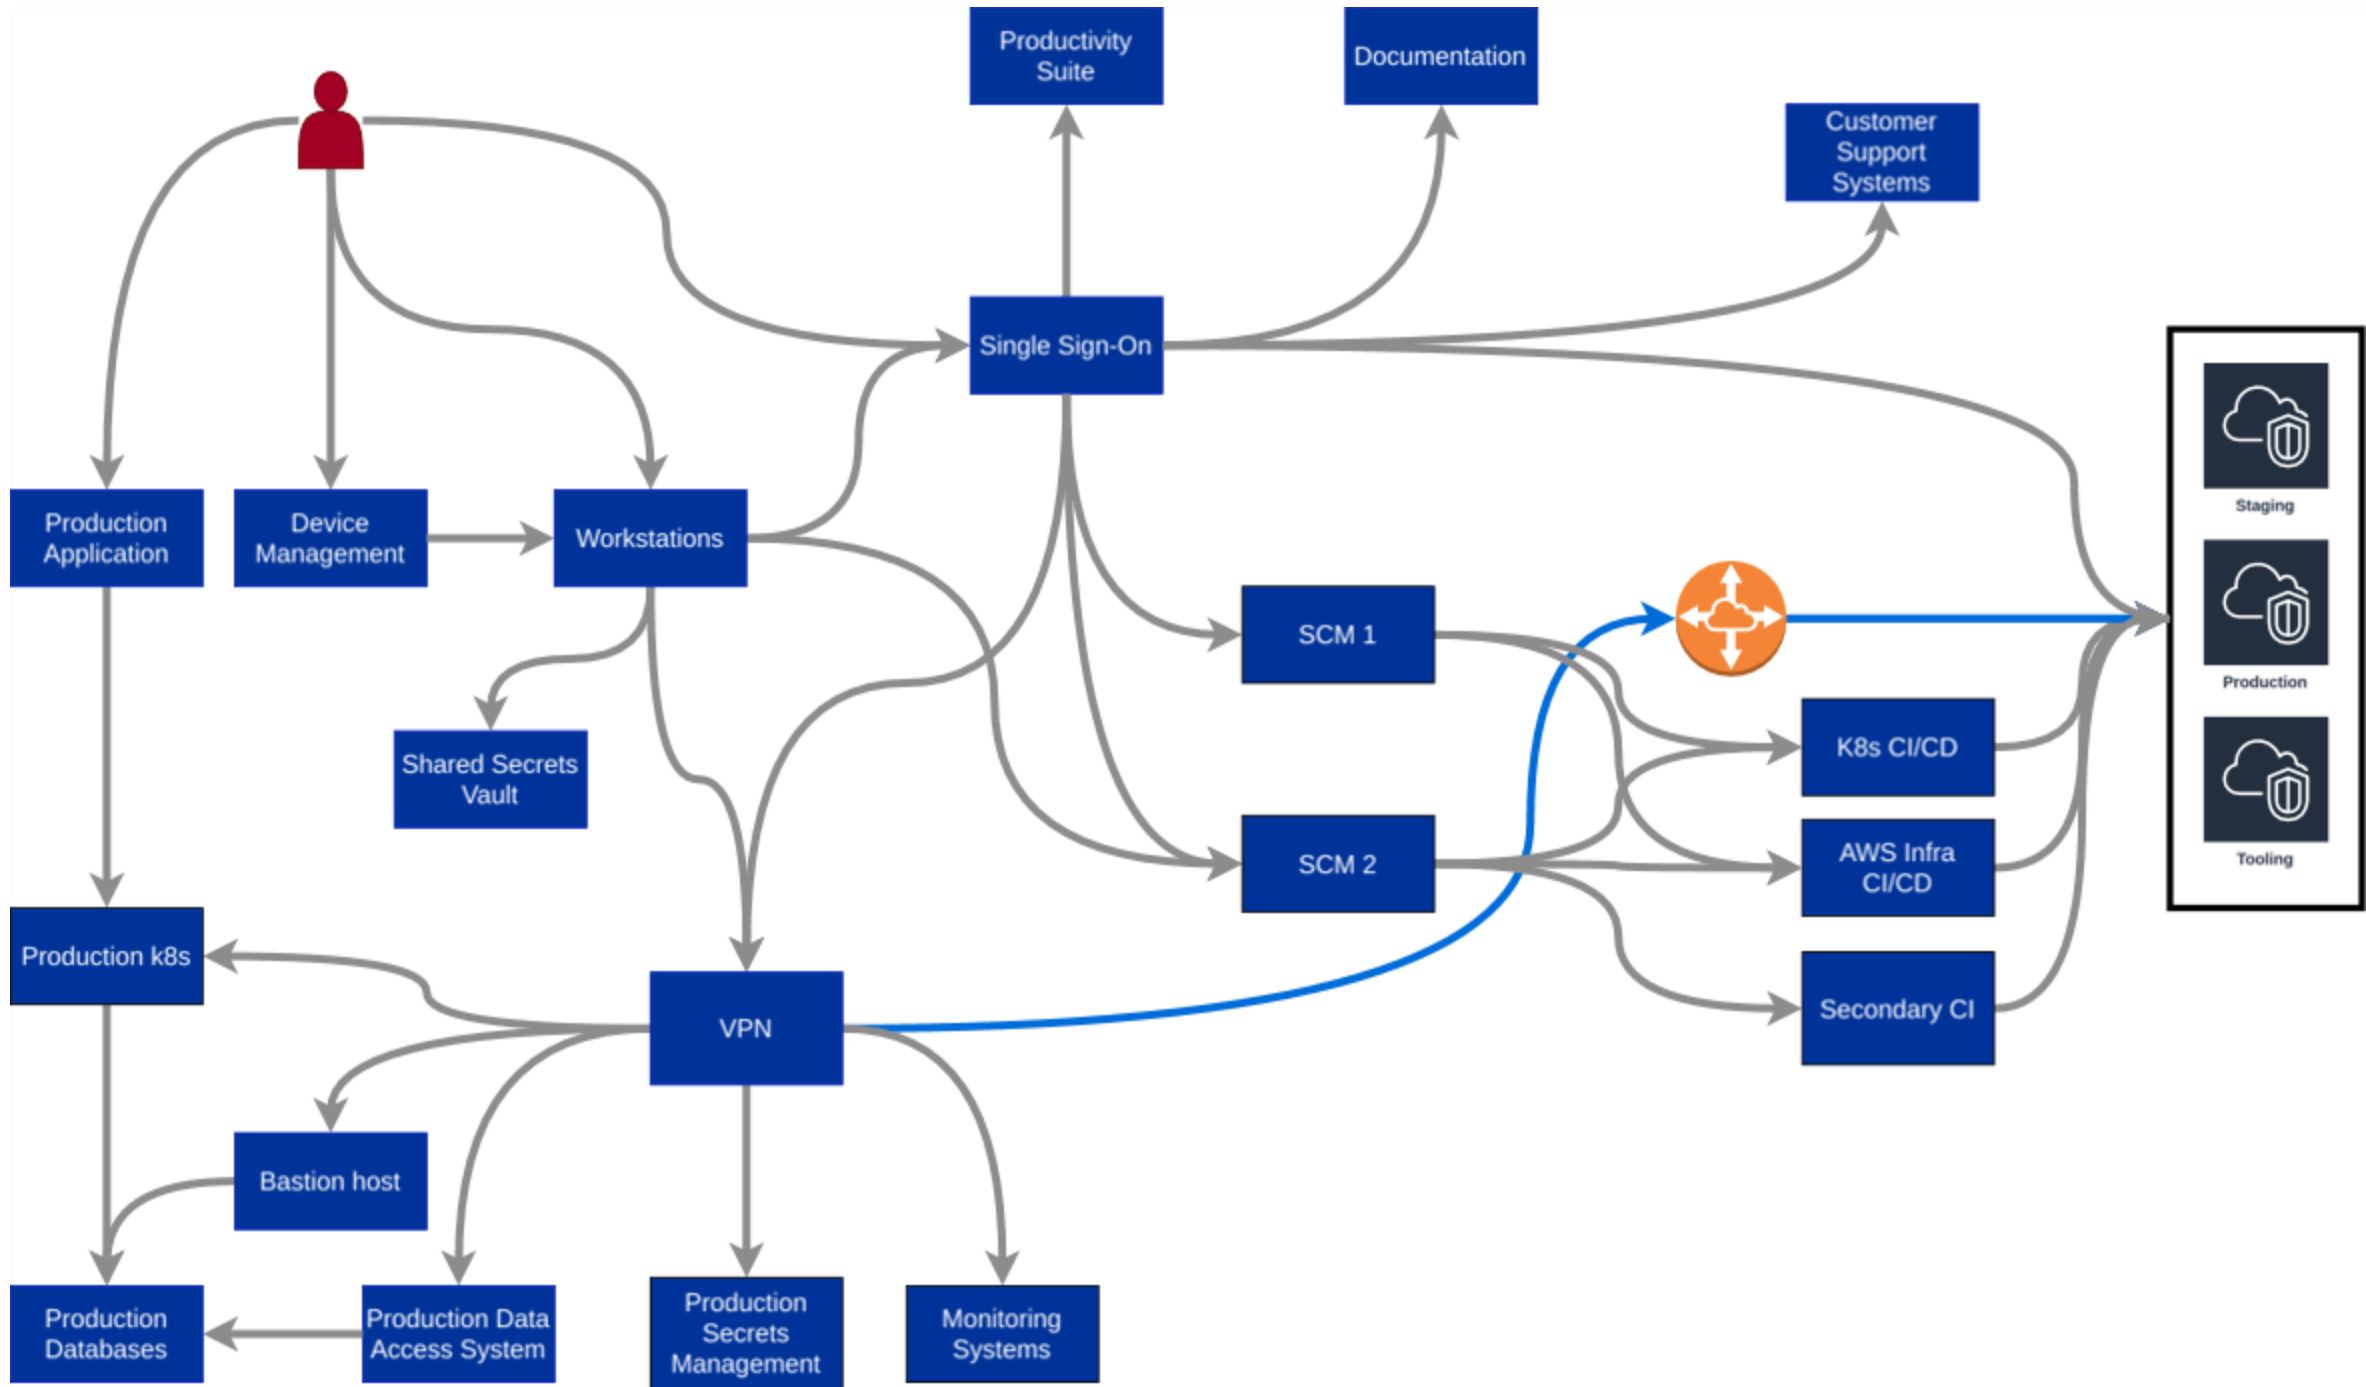 Productivity
Suite
Documentation
Customer
Support
Systems
Single Sign-On
Staging
Production
Application
Device
Management
Workstations
SCM 1
Production
K8s CI/CD
Shared Secrets
Vault
SCM 2
AWS Infra
CI/CD
Tooling
Production k8s
VPN
Secondary CI
Bastion host
Production
Databases
Production Data
Access System
Production
Secrets
Management
Monitoring
Systems